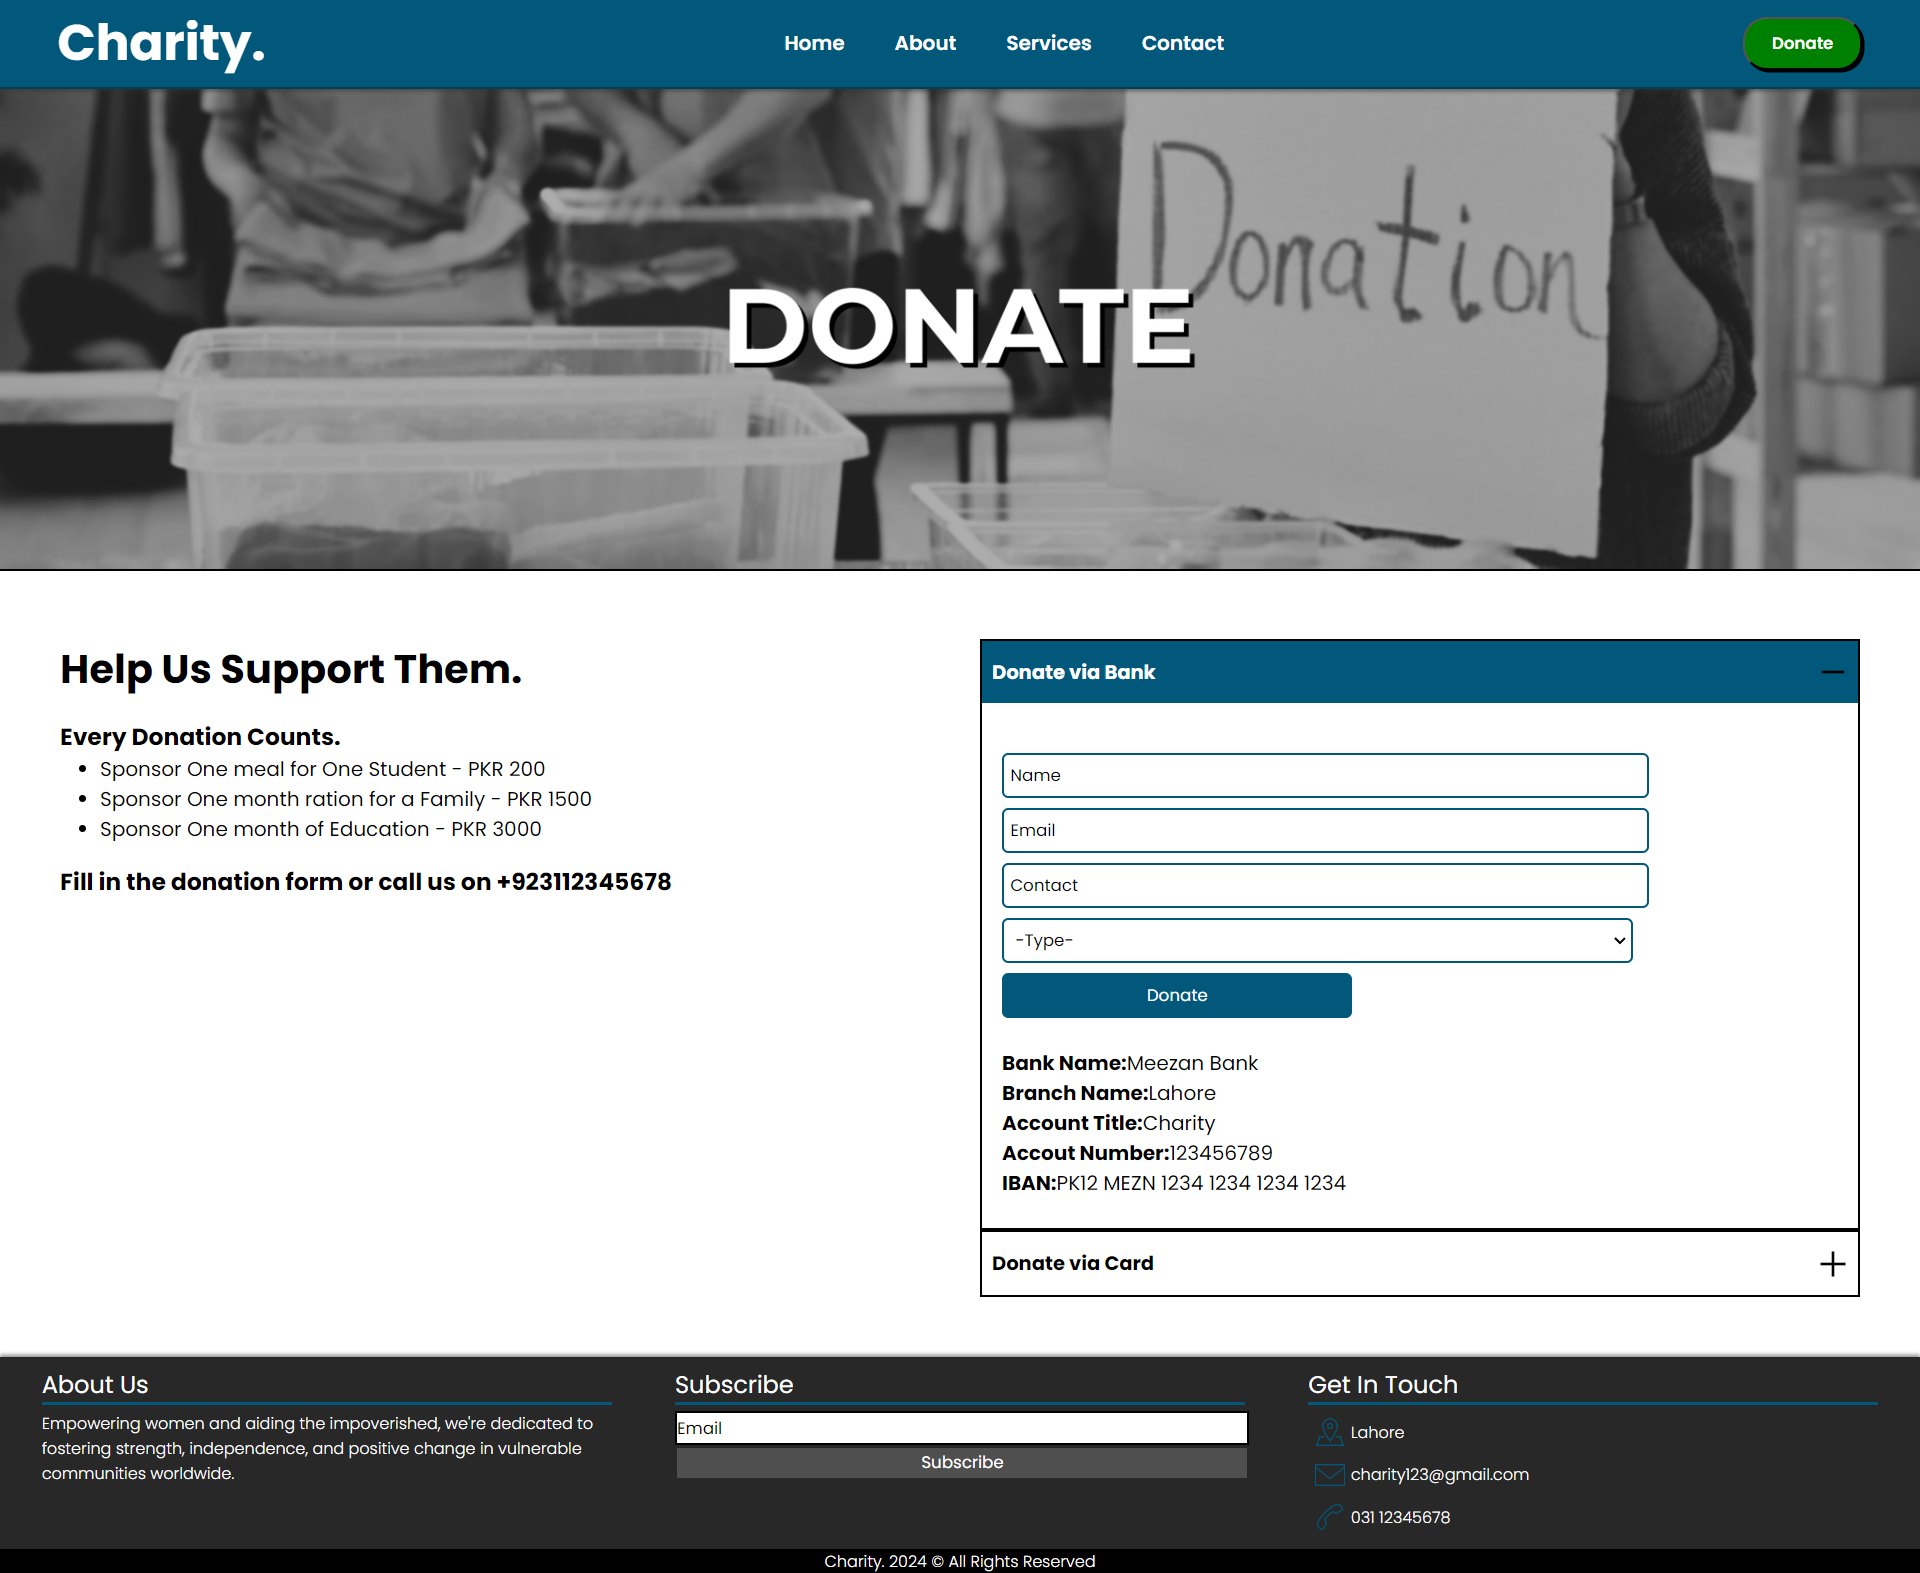 Charity.
Home About Services Contact
Donate
Donation
DONATE
Help Us Support Them.
Every Donation Counts.
Sponsor One meal for One Student - PKR 200
Sponsor One month ration for a Family - PKR 1500
Sponsor One month of Education - PKR 3000
Fill in the donation form or call us on +923112345678
Donate via Bank
Name
Email
Contact
-Type-
Donate
Bank Name:Meezan Bank
Branch Name:Lahore
Account Title:Charity
Accout Number:123456789
IBAN:PK12 MEZN 1234 1234 1234 1234
Donate via Card
About Us
Empowering women and aiding the impoverished, we're dedicated to
fostering strength, independence, and positive change in vulnerable
communities worldwide.
Subscribe
Email
Subscribe
Get In Touch
Lahore
charity123@gmail.com
031 12345678
Charity. 2024 © All Rights Reserved